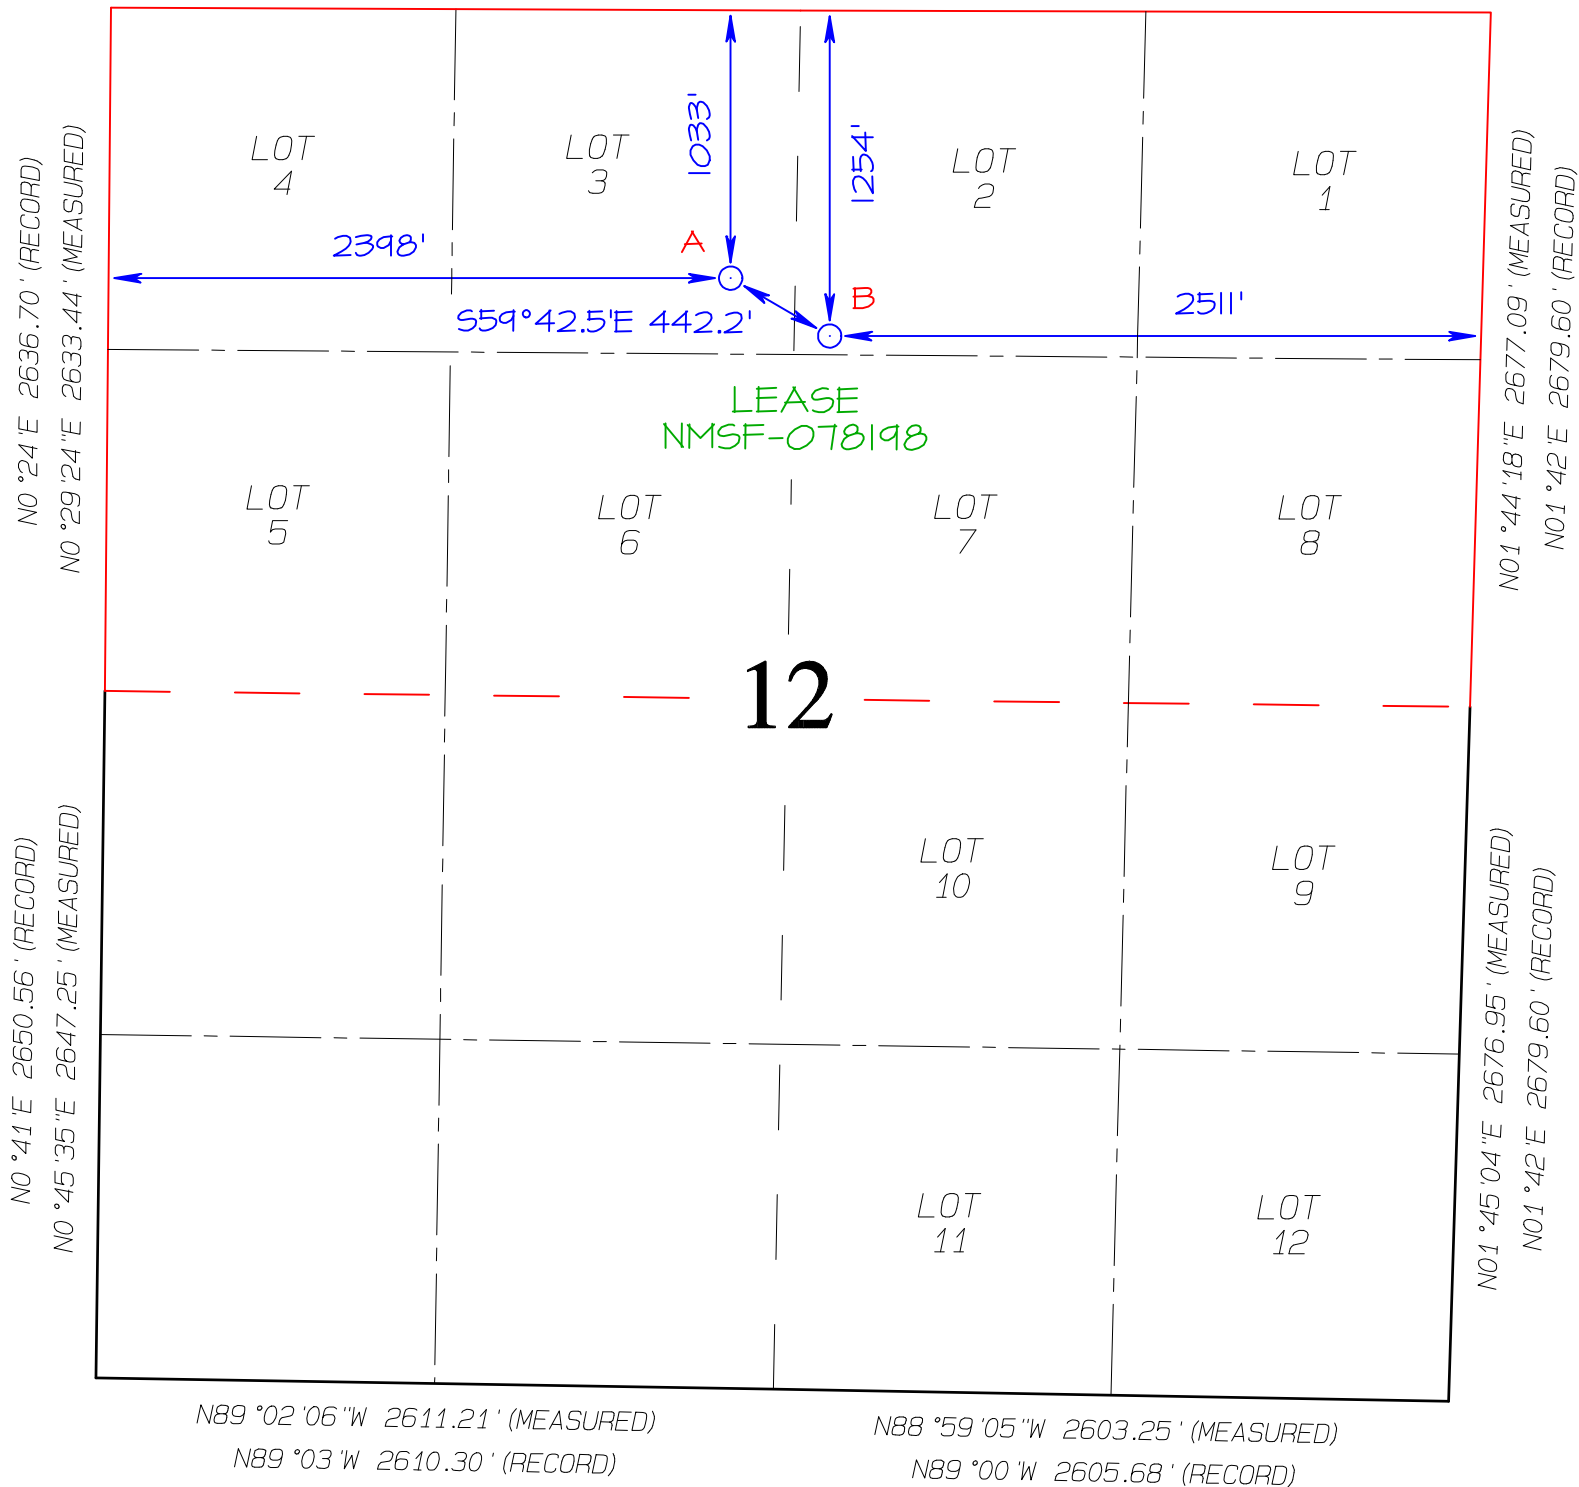 LOT
4
LOT
3
LOT
2
LOT
1
1033'
1254'
2398'
A
B
2511'
S59°42.5'E 442.2'
LEASE
NMSF-078198
LOT
5
LOT
6
LOT
7
LOT
8
12
LOT
10
LOT
9
LOT
11
LOT
12
N0°24'E 2636.70' (RECORD)
N0°29'24"E 2633.44' (MEASURED)
N0°41'E 2650.56' (RECORD)
N0°45'35"E 2647.25' (MEASURED)
N01°44'18"E 2677.09' (MEASURED)
N01°42'E 2679.60' (RECORD)
N01°45'04"E 2676.95' (MEASURED)
N01°42'E 2679.60' (RECORD)
N89°02'06"W 2611.21' (MEASURED)
N89°03'W 2610.30' (RECORD)
N88°59'05"W 2603.25' (MEASURED)
N89°00'W 2605.68' (RECORD)